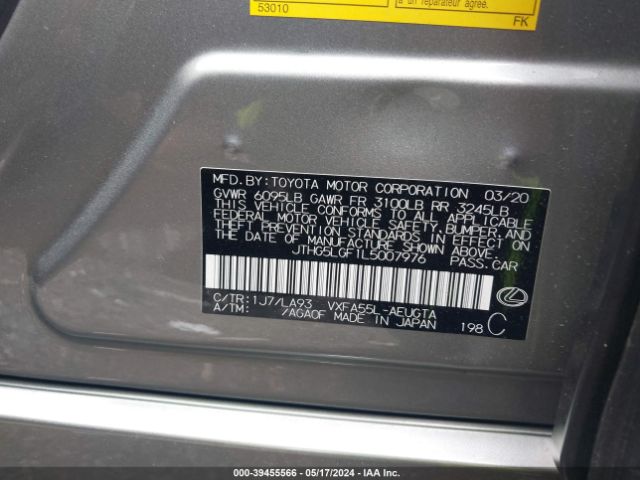 53010
un réparateur agréé.
FK
MFD.BY:TOYOTA MOTOR CORPORATION 03/20
GVWR 6095LB GAWR FR 3100LB RR 3245LB
THIS VEHICLE CONFORMS TO ALL APPLICABLE
FEDERAL MOTOR VEHICLE SAFETY,BUMPER,AND
THEFT PREVENTION STANDARDS IN EFFECT ON
THE DATE OF MANUFACTURE SHOWN ABOVE.
JTHG5LGF1L5007976 PASS.CAR
C/TR:1J7/LA93 VXFA55L-AEUGTA
A/TM: /AGA0F MADE IN JAPAN 198 C
000-39455566 - 05/17/2024 - IAA Inc.